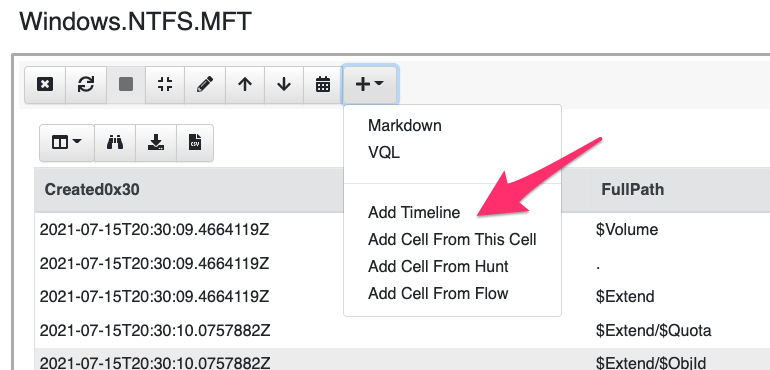 Windows.NTFS.MFT
Markdown
VQL
Add Timeline
Add Cell From This Cell
Add Cell From Hunt
Add Cell From Flow
CSV
Created0x30 FullPath
2021-07-15T20:30:09.4664119Z $Volume
2021-07-15T20:30:09.4664119Z .
2021-07-15T20:30:09.4664119Z $Extend
2021-07-15T20:30:10.0757882Z $Extend/$Quota
2021-07-15T20:30:10.0757882Z $Extend/$ObjId